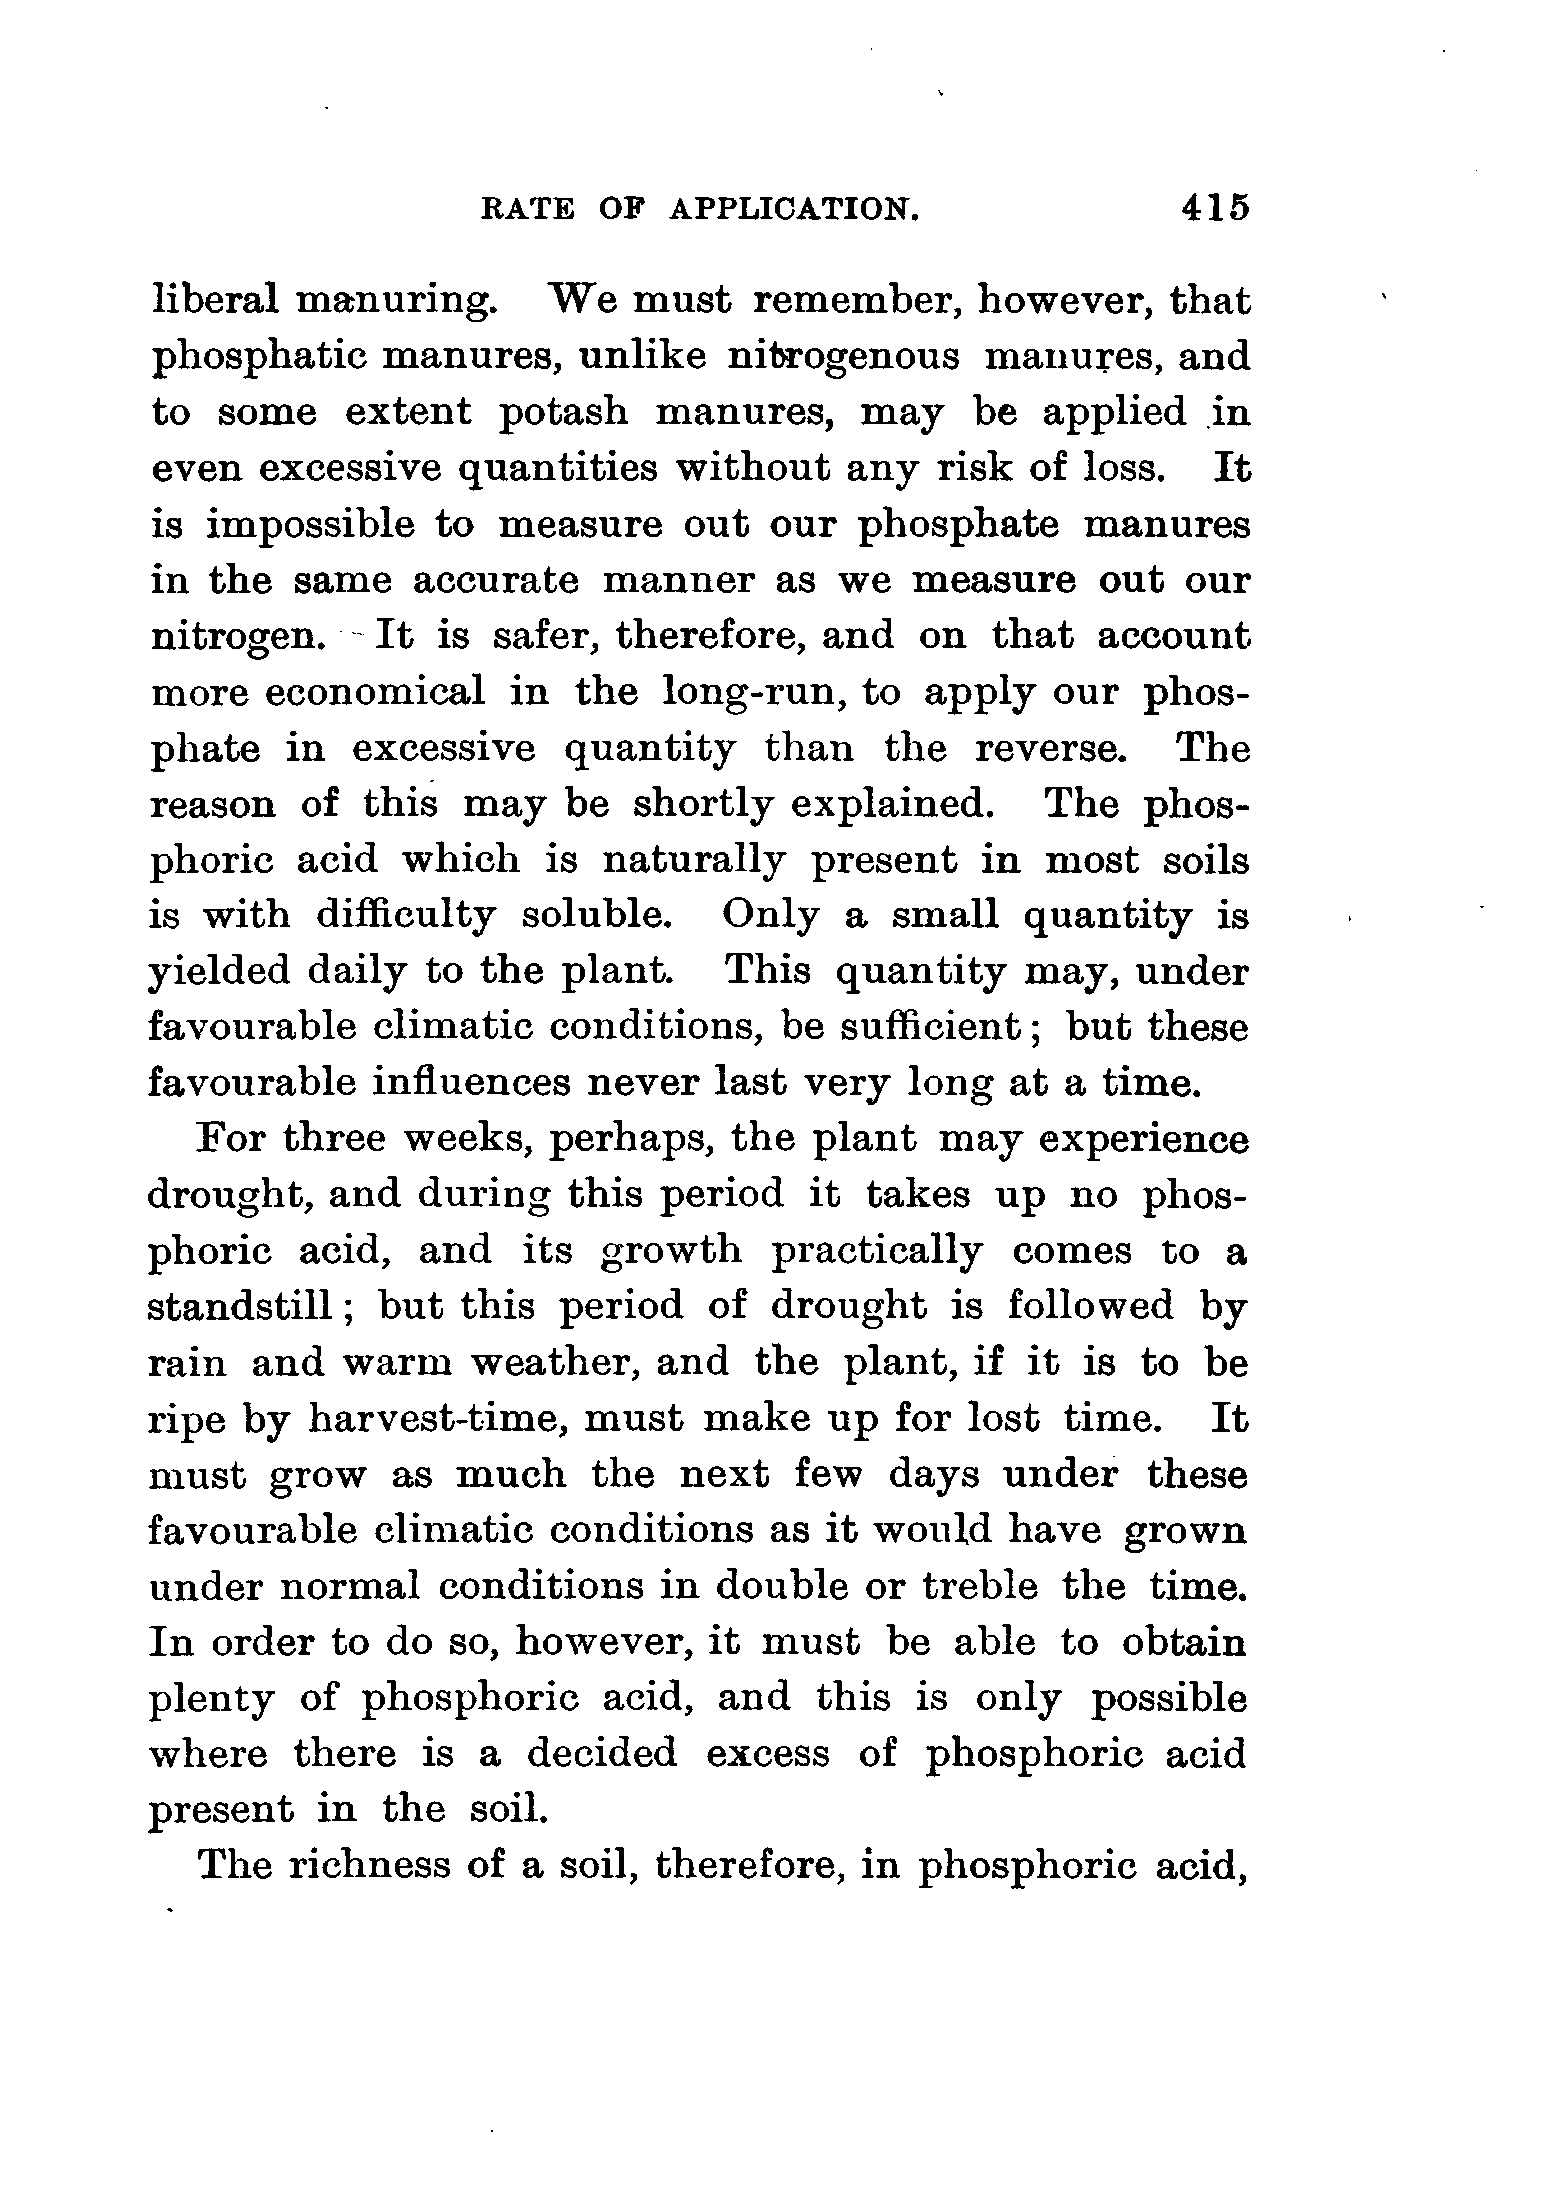 RATE OF APPLICATION. 415
liberal manuring. We must remember, however, that
phosphatic manures, unlike nitrogenous manures, and
to some extent potash manures, may be applied in
even excessive quantities without any risk of loss. It
is impossible to measure out our phosphate manures
in the same accurate manner as we measure out our
nitrogen. It is safer, therefore, and on that account
more economical in the long-run, to apply our phos-
phate in excessive quantity than the reverse. The
reason of this may be shortly explained. The phos-
phoric acid which is naturally present in most soils
is with difficulty soluble. Only a small quantity is
yielded daily to the plant. This quantity may, under
favourable climatic conditions, be sufficient; but these
favourable influences never last very long at a time.
For three weeks, perhaps, the plant may experience
drought, and during this period it takes up no phos-
phoric acid, and its growth practically comes to a
standstill; but this period of drought is followed by
rain and warm weather, and the plant, if it is to be
ripe by harvest-time, must make up for lost time. It
must grow as much the next few days under these
favourable climatic conditions as it would have grown
under normal conditions in double or treble the time.
In order to do so, however, it must be able to obtain
plenty of phosphoric acid, and this is only possible
where there is a decided excess of phosphoric acid
present in the soil.
The richness of a soil, therefore, in phosphoric acid,